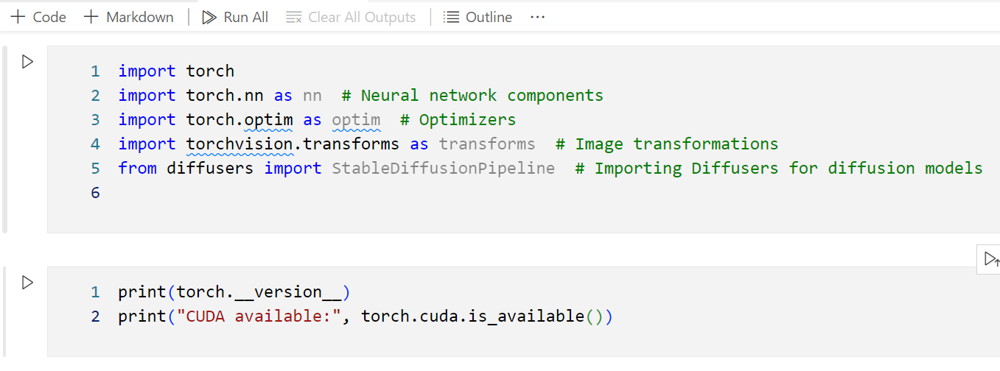 Code Markdown Run All Clear All Outputs Outline ...
1 import torch
2 import torch.nn as nn  # Neural network components
3 import torch.optim as optim  # Optimizers
4 import torchvision.transforms as transforms  # Image transformations
5 from diffusers import StableDiffusionPipeline  # Importing Diffusers for diffusion models
6
1 print(torch.__version__)
2 print("CUDA available:", torch.cuda.is_available())